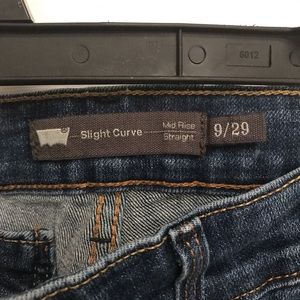 6012
Slight Curve
Mid Rise
Straight
9/29